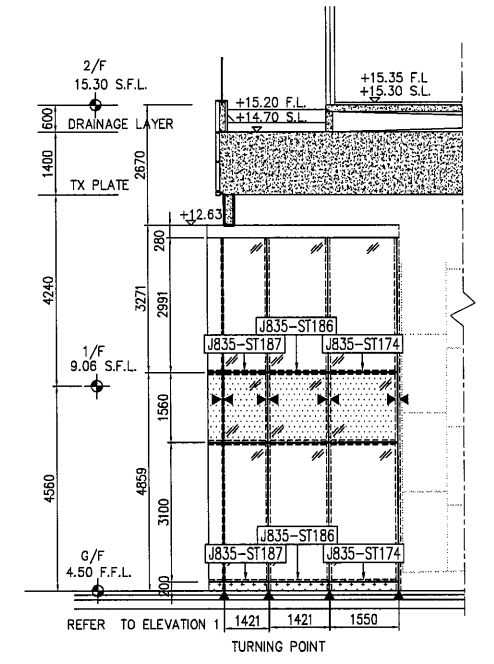 2/F
15.30 S.F.L.
+15.35 F.L
+15.30 S.L.
+15.20 F.L.
+14.70 S.L.
600
DRAINAGE LAYER
1400
2670
TX PLATE
+12.63
280
4240
3271
2991
J835-ST186
J835-ST187
J835-ST174
1/F
9.06 S.F.L.
1560
4560
4859
3100
J835-ST186
J835-ST187
J835-ST174
G/F
4.50 F.F.L.
200
REFER TO ELEVATION 1
1421
1421
1550
TURNING POINT